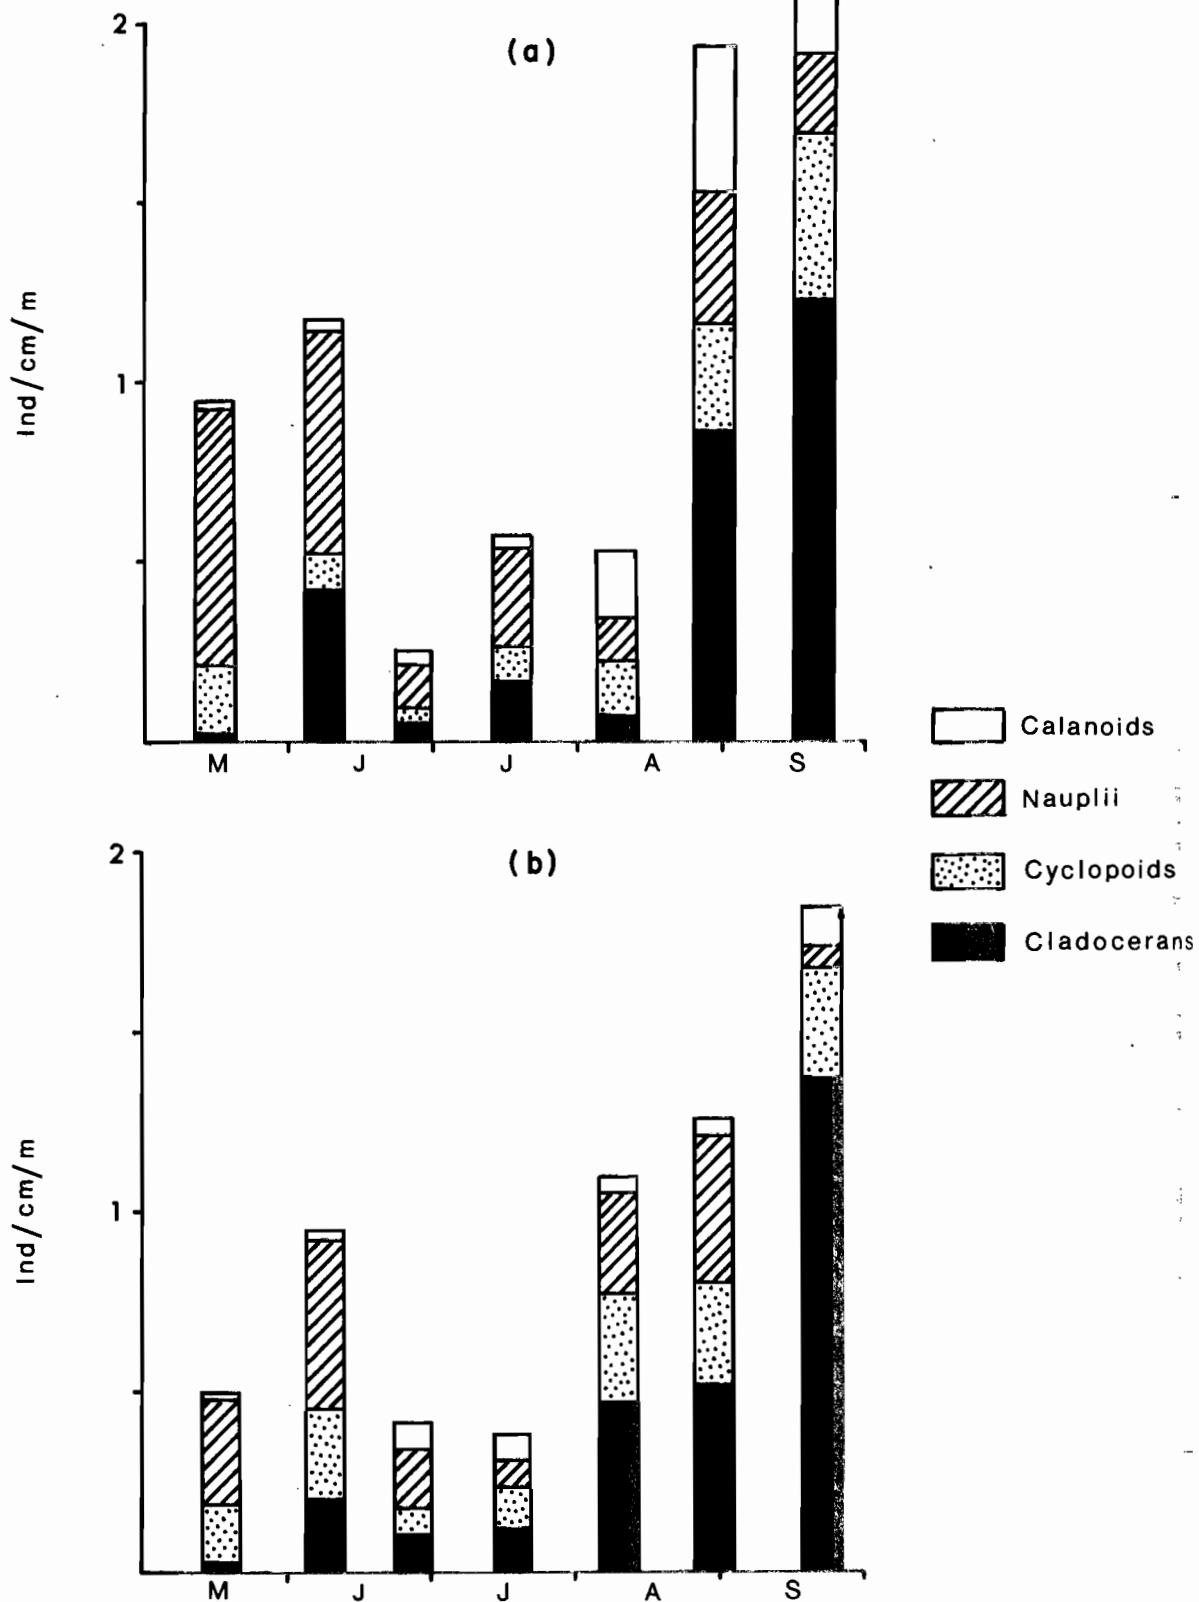 (a)
2
1
Ind/cm/m
M J J A S
Calanoids
Nauplii
Cyclopoids
Cladocerans
(b)
2
1
Ind/cm/m
M J J A S